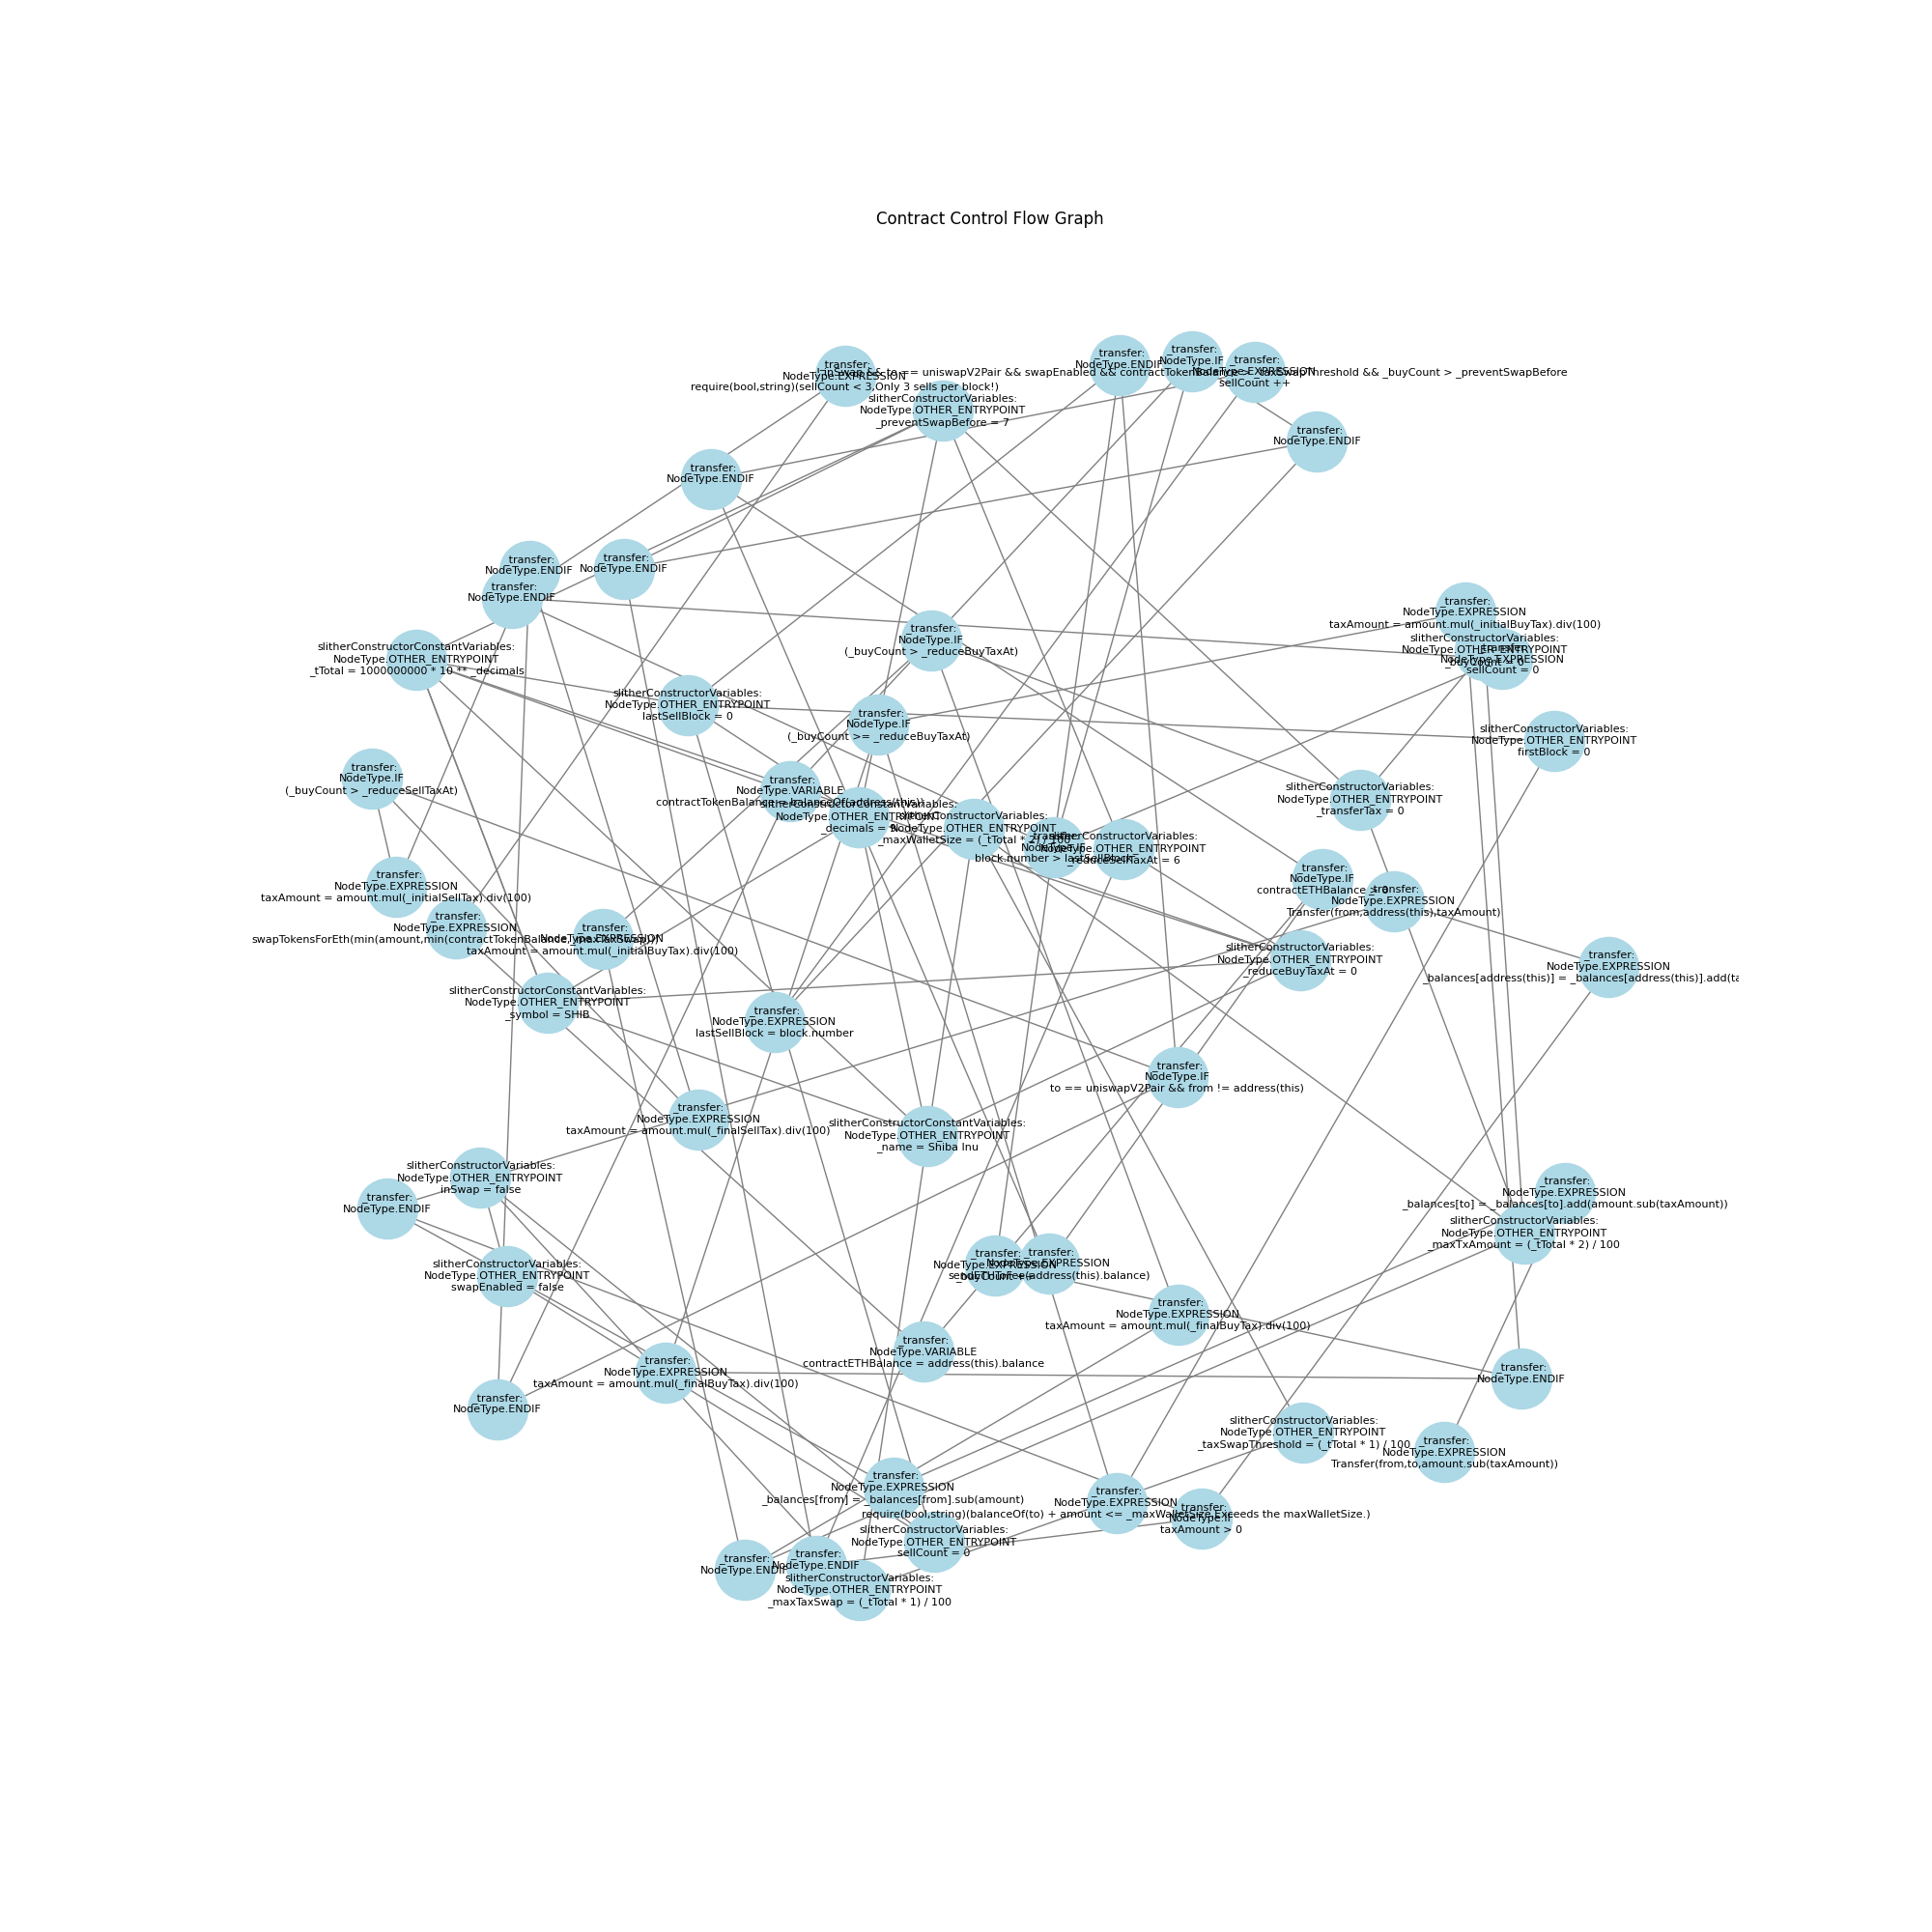 Contract Control Flow Graph
_transfer:
NodeType.EXPRESSION
require(bool,string)(sellCount < 3,Only 3 sells per block!)
_transfer:
NodeType.ENDIF
_transfer:
NodeType.IF
== uniswapV2Pair && swapEnabled && _taxSwapThreshold && _buyCount > _preventSwapBefore
_transfer:
NodeType.EXPRESSION
sellCount ++
slitherConstructorVariables:
NodeType.OTHER_ENTRYPOINT
_preventSwapBefore = 7
_transfer:
NodeType.ENDIF
_transfer:
NodeType.ENDIF
_transfer:
NodeType.ENDIF
_transfer:
NodeType.ENDIF
_transfer:
NodeType.ENDIF
_transfer:
NodeType.EXPRESSION
taxAmount = amount.mul(_initialBuyTax).div(100)
slitherConstructorVariables:
NodeType.OTHER_ENTRYPOINT
_buyCount = 0
_transfer:
NodeType.EXPRESSION
sellCount = 0
_transfer:
NodeType.IF
(_buyCount > _reduceBuyTaxAt)
slitherConstructorConstantVariables:
NodeType.OTHER_ENTRYPOINT
_tTotal = 1000000000 * 10 ** _decimals
slitherConstructorVariables:
NodeType.OTHER_ENTRYPOINT
lastSellBlock = 0
_transfer:
NodeType.IF
(_buyCount >= _reduceBuyTaxAt)
slitherConstructorVariables:
NodeType.OTHER_ENTRYPOINT
firstBlock = 0
_transfer:
NodeType.IF
(_buyCount > _reduceSellTaxAt)
_transfer:
NodeType.VARIABLE
contractTokenBalance = balanceOf(address(this))
slitherConstructorConstantVariables:
NodeType.OTHER_ENTRYPOINT
_decimals = 9
slitherConstructorVariables:
NodeType.OTHER_ENTRYPOINT
_maxWalletSize = (_tTotal * 2) / 100
_transfer:
NodeType.IF
block.number > lastSellBlock
slitherConstructorVariables:
NodeType.OTHER_ENTRYPOINT
_reduceSellTaxAt = 6
slitherConstructorVariables:
NodeType.OTHER_ENTRYPOINT
_transferTax = 0
_transfer:
NodeType.IF
contractETHBalance > 0
_transfer:
NodeType.EXPRESSION
Transfer(from,address(this),taxAmount)
_transfer:
NodeType.EXPRESSION
taxAmount = amount.mul(_initialSellTax).div(100)
_transfer:
NodeType.EXPRESSION
swapTokensForEth(min(amount,min(contractTokenBalance,_maxTaxSwap)))
_transfer:
NodeType.EXPRESSION
taxAmount = amount.mul(_initialBuyTax).div(100)
slitherConstructorVariables:
NodeType.OTHER_ENTRYPOINT
_reduceBuyTaxAt = 0
_transfer:
NodeType.EXPRESSION
_balances[address(this)] = _balances[address(this)].add(ta
slitherConstructorConstantVariables:
NodeType.OTHER_ENTRYPOINT
_symbol = SHIB
_transfer:
NodeType.EXPRESSION
lastSellBlock = block.number
_transfer:
NodeType.IF
to == uniswapV2Pair && from != address(this)
_transfer:
NodeType.EXPRESSION
taxAmount = amount.mul(_finalSellTax).div(100)
slitherConstructorConstantVariables:
NodeType.OTHER_ENTRYPOINT
_name = Shiba Inu
slitherConstructorVariables:
NodeType.OTHER_ENTRYPOINT
inSwap = false
_transfer:
NodeType.ENDIF
_transfer:
NodeType.EXPRESSION
_balances[to] = _balances[to].add(amount.sub(taxAmount))
slitherConstructorVariables:
NodeType.OTHER_ENTRYPOINT
_maxTxAmount = (_tTotal * 2) / 100
slitherConstructorVariables:
NodeType.OTHER_ENTRYPOINT
swapEnabled = false
_transfer:
NodeType.EXPRESSION
_buyCount ++
_transfer:
NodeType.EXPRESSION
sendETHToFee(address(this).balance)
_transfer:
NodeType.EXPRESSION
taxAmount = amount.mul(_finalBuyTax).div(100)
_transfer:
NodeType.VARIABLE
contractETHBalance = address(this).balance
_transfer:
NodeType.EXPRESSION
taxAmount = amount.mul(_finalBuyTax).div(100)
_transfer:
NodeType.ENDIF
_transfer:
NodeType.ENDIF
slitherConstructorVariables:
NodeType.OTHER_ENTRYPOINT
_taxSwapThreshold = (_tTotal * 1) / 100
_transfer:
NodeType.EXPRESSION
Transfer(from,to,amount.sub(taxAmount))
_transfer:
NodeType.EXPRESSION
_balances[from] = _balances[from].sub(amount)
_transfer:
NodeType.EXPRESSION
require(bool,string)(balanceOf(to) + amount <= _maxWalletSize,Exceeds the maxWalletSize.)
_transfer:
NodeType.IF
taxAmount > 0
slitherConstructorVariables:
NodeType.OTHER_ENTRYPOINT
sellCount = 0
_transfer:
NodeType.ENDIF
_transfer:
NodeType.ENDIF
slitherConstructorVariables:
NodeType.OTHER_ENTRYPOINT
_maxTaxSwap = (_tTotal * 1) / 100